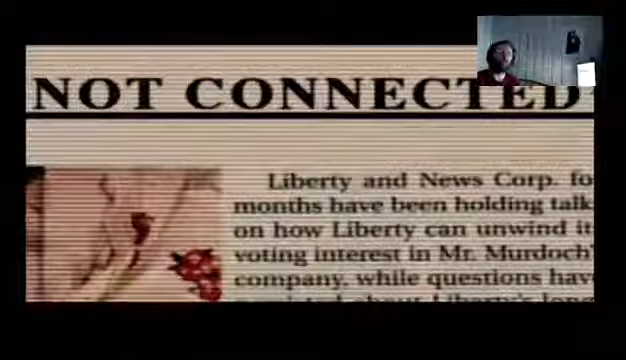 NOT CONNECTED
Liberty and News Corp. fo
months have been holding talk
on how Liberty can unwind it
voting interest in Mr. Murdoch'
company, while questions hav